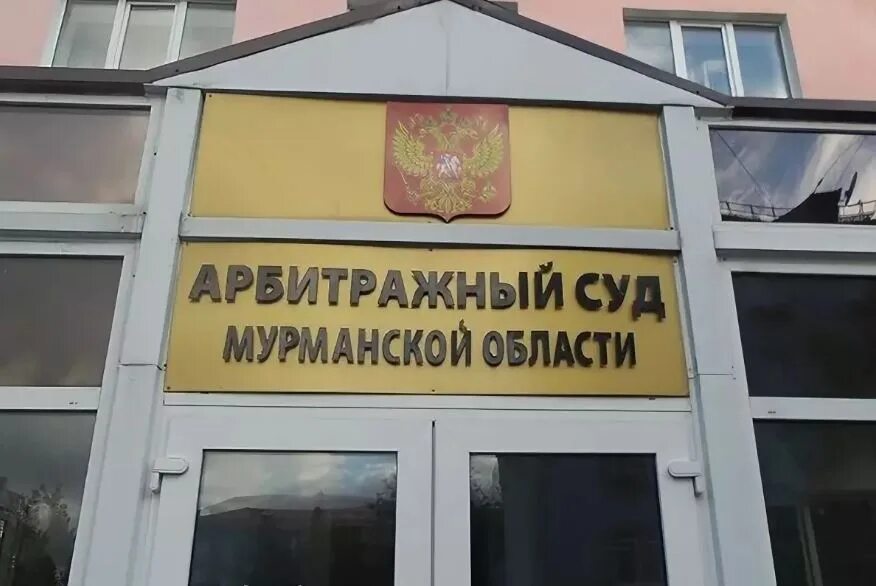 АРБИТРАЖНЫЙ СУД
МУРМАНСКОЙ ОБЛАСТИ